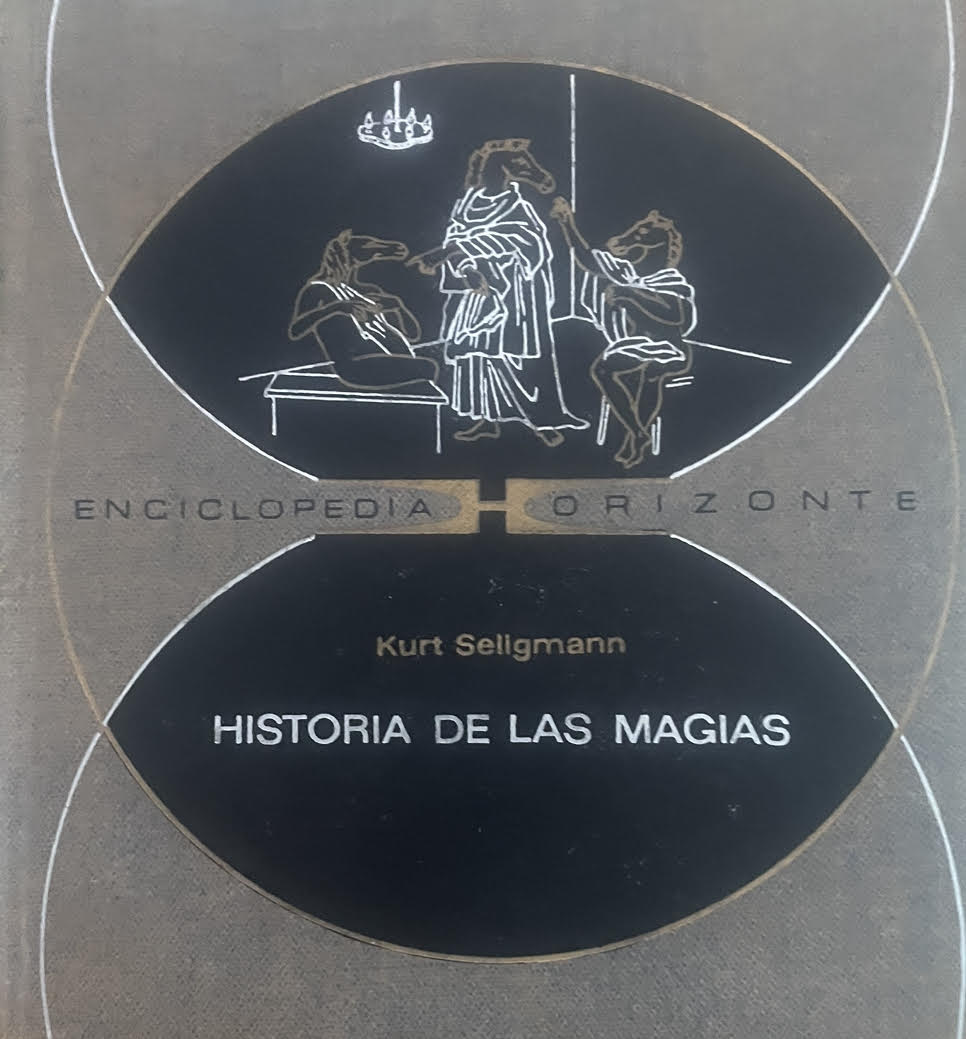 ENCICLOPEDIA HORIZONTE
Kurt Seligmann
HISTORIA DE LAS MAGIAS